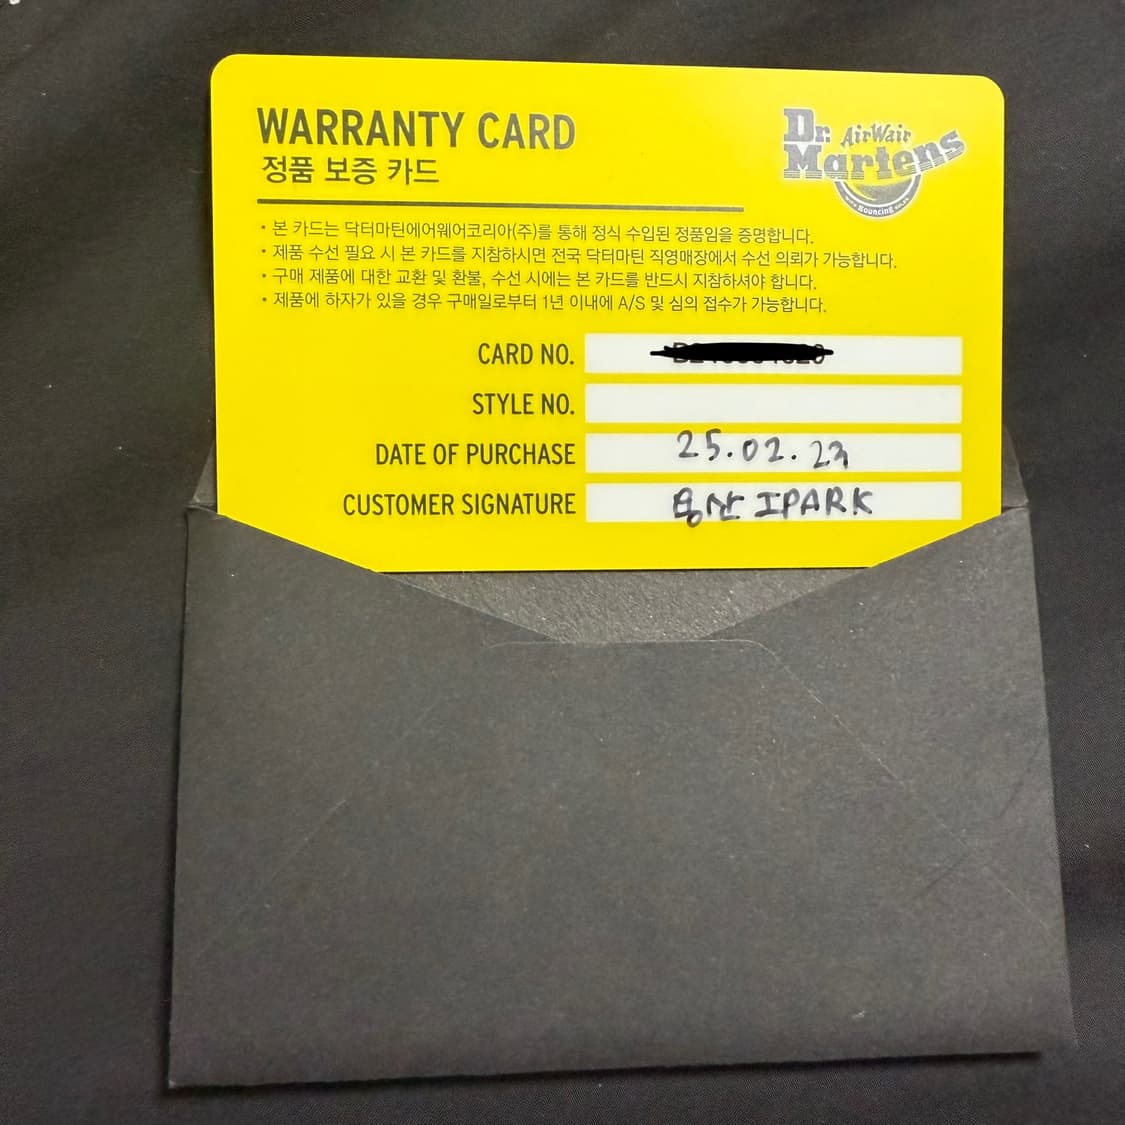 WARRANTY CARD
정품 보증 카드
Dr. Martens
AirWair
WITH Bouncing SOLES
• 본 카드는 닥터마틴에어웨어코리아(주)를 통해 정식 수입된 정품임을 증명합니다.
• 제품 수선 필요 시 본 카드를 지참하시면 전국 닥터마틴 직영매장에서 수선 의뢰가 가능합니다.
• 구매 제품에 대한 교환 및 환불, 수선 시에는 본 카드를 반드시 지참하셔야 합니다.
• 제품에 하자가 있을 경우 구매일로부터 1년 이내에 A/S 및 심의 접수가 가능합니다.
CARD NO.
STYLE NO.
DATE OF PURCHASE 25.02.23
CUSTOMER SIGNATURE 용산 IPARK